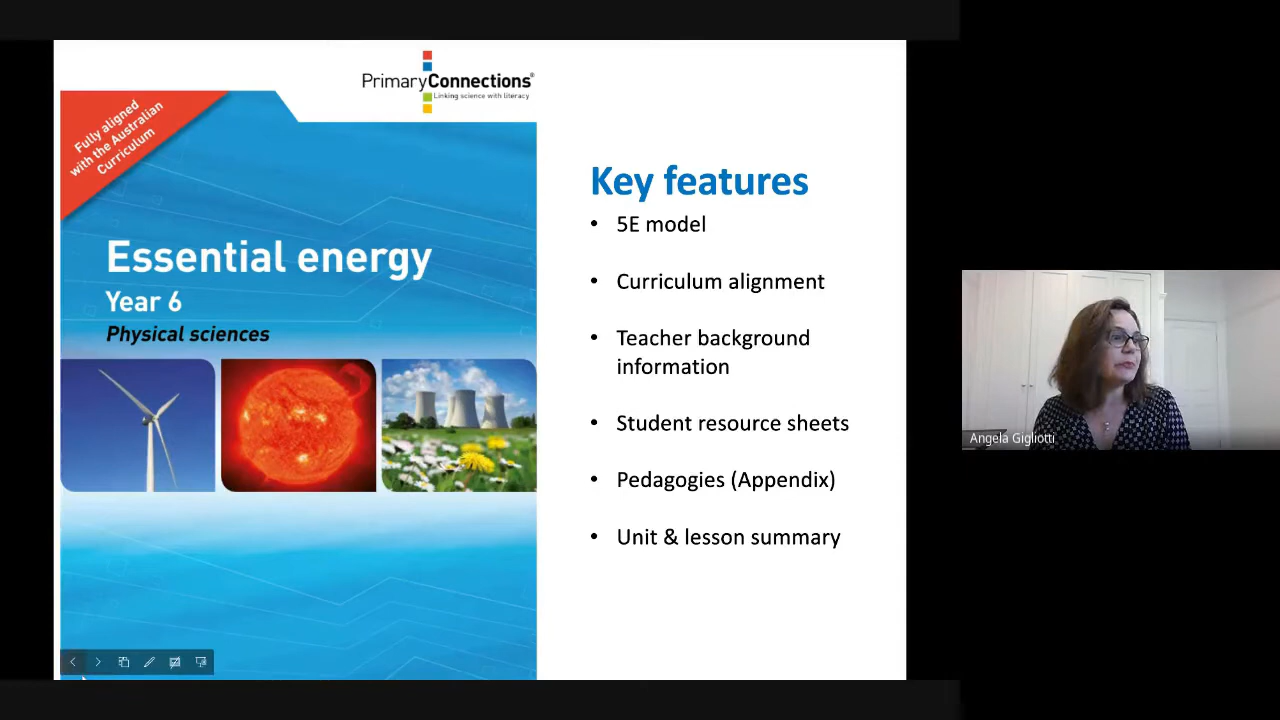 PrimaryConnections®
Linking science with literacy
Fully aligned
with the Australian
Curriculum
Essential energy
Year 6
Physical sciences
Key features
• 5E model
• Curriculum alignment
• Teacher background
information
• Student resource sheets
• Pedagogies (Appendix)
• Unit & lesson summary
Angela Gigliotti